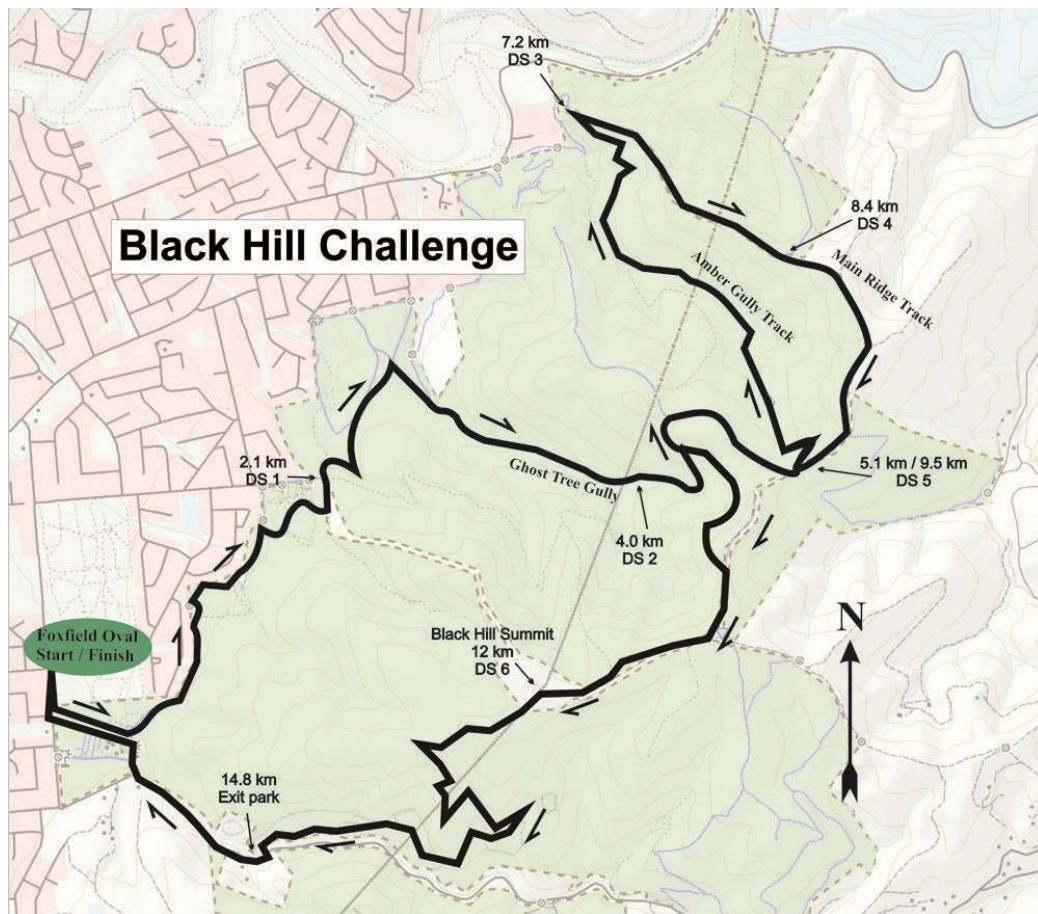 7.2 km
DS 3
8.4 km
DS 4
Black Hill Challenge
Main Ridge Track
Amber Gully Track
2.1 km
DS 1
Ghost Tree Gully
5.1 km / 9.5 km
DS 5
4.0 km
DS 2
N
Foxfield Oval
Start / Finish
Black Hill Summit
12 km
DS 6
14.8 km
Exit park